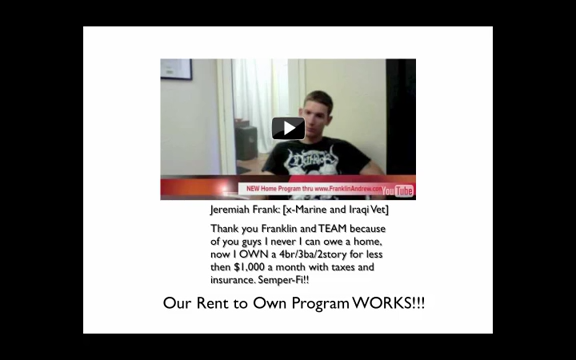 NEW Home Program thru www.FranklinAndrew.com
YouTube
Jeremiah Frank: [x-Marine and Iraqi Vet]
Thank you Franklin and TEAM because
of you guys I never I can owe a home,
now I OWN a 4br/3ba/2story for less
then $1,000 a month with taxes and
insurance. Semper-Fi!!
Our Rent to Own Program WORKS!!!